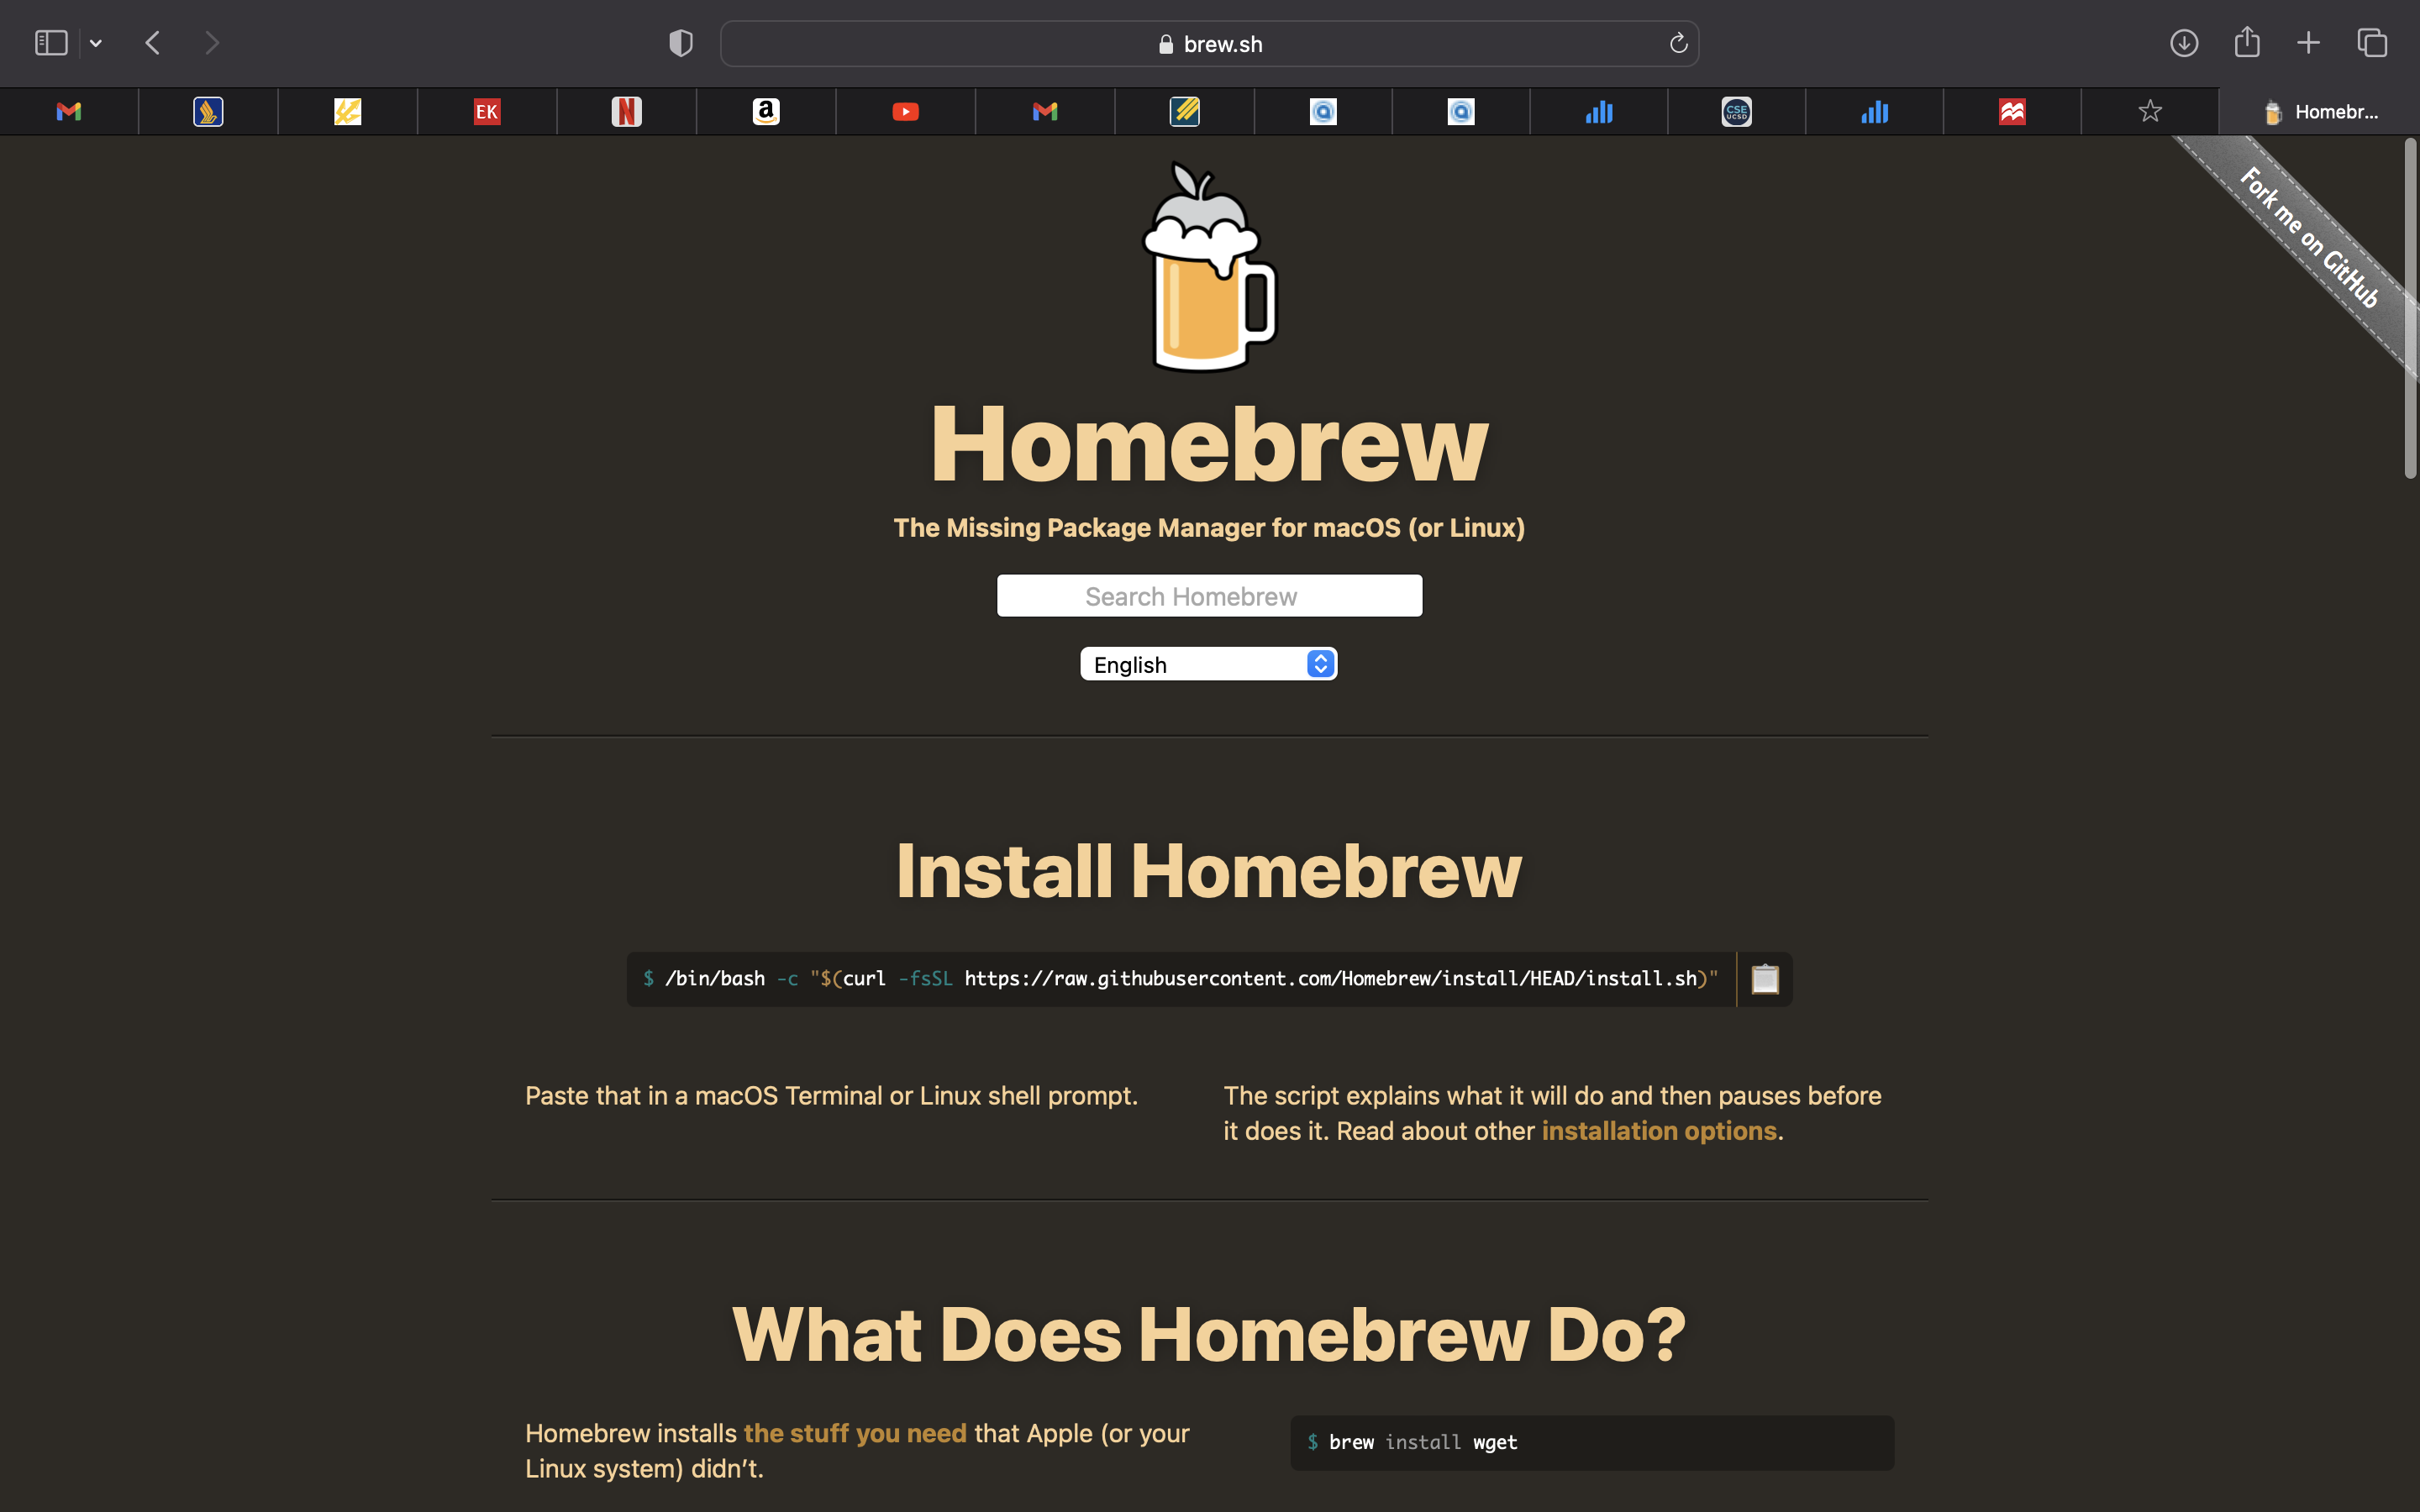 brew.sh
EK
N
a
CSE
UCSD
Homebr...
Fork me on GitHub
Homebrew
The Missing Package Manager for macOS (or Linux)
Search Homebrew
English
Install Homebrew
$ /bin/bash -c "$(curl -fsSL https://raw.githubusercontent.com/Homebrew/install/HEAD/install.sh)"
Paste that in a macOS Terminal or Linux shell prompt.
The script explains what it will do and then pauses before
it does it. Read about other installation options.
What Does Homebrew Do?
Homebrew installs the stuff you need that Apple (or your
Linux system) didn’t.
$ brew install wget